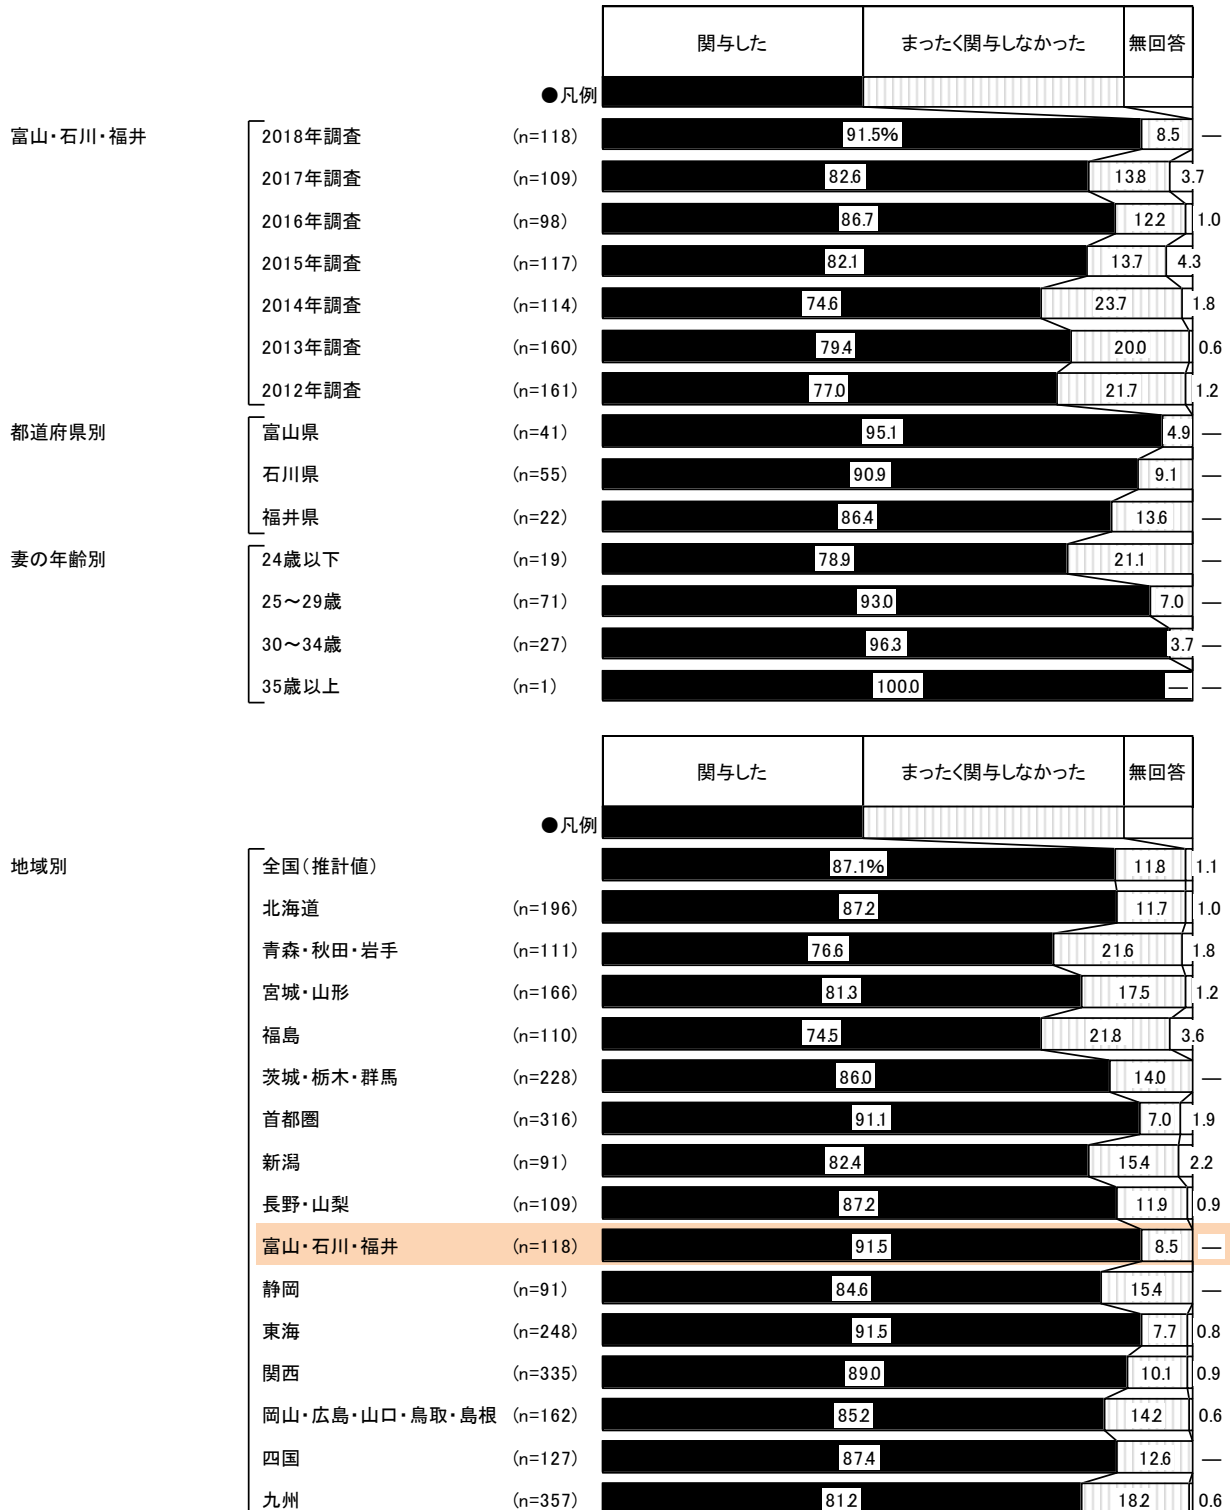 関与した まったく関与しなかった 無回答
●凡例
富山・石川・福井 2018年調査 (n=118) 91.5% 8.5 —
2017年調査 (n=109) 82.6 13.8 3.7
2016年調査 (n=98) 86.7 12.2 1.0
2015年調査 (n=117) 82.1 13.7 4.3
2014年調査 (n=114) 74.6 23.7 1.8
2013年調査 (n=160) 79.4 20.0 0.6
2012年調査 (n=161) 77.0 21.7 1.2
都道府県別 富山県 (n=41) 95.1 4.9 —
石川県 (n=55) 90.9 9.1 —
福井県 (n=22) 86.4 13.6 —
妻の年齢別 24歳以下 (n=19) 78.9 21.1 —
25～29歳 (n=71) 93.0 7.0 —
30～34歳 (n=27) 96.3 3.7 —
35歳以上 (n=1) 100.0 — —
関与した まったく関与しなかった 無回答
●凡例
地域別 全国(推計値) 87.1% 11.8 1.1
北海道 (n=196) 87.2 11.7 1.0
青森・秋田・岩手 (n=111) 76.6 21.6 1.8
宮城・山形 (n=166) 81.3 17.5 1.2
福島 (n=110) 74.5 21.8 3.6
茨城・栃木・群馬 (n=228) 86.0 14.0 —
首都圏 (n=316) 91.1 7.0 1.9
新潟 (n=91) 82.4 15.4 2.2
長野・山梨 (n=109) 87.2 11.9 0.9
富山・石川・福井 (n=118) 91.5 8.5 —
静岡 (n=91) 84.6 15.4 —
東海 (n=248) 91.5 7.7 0.8
関西 (n=335) 89.0 10.1 0.9
岡山・広島・山口・鳥取・島根 (n=162) 85.2 14.2 0.6
四国 (n=127) 87.4 12.6 —
九州 (n=357) 81.2 18.2 0.6